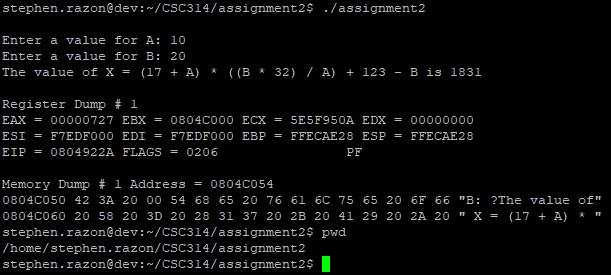 stephen.razon@dev:~/CSC314/assignment2$ ./assignment2
Enter a value for A: 10
Enter a value for B: 20
The value of X = (17 + A) * ((B * 32) / A) + 123 - B is 1831
Register Dump # 1
EAX = 00000727 EBX = 0804C000 ECX = 5E5F950A EDX = 00000000
ESI = F7EDF000 EDI = F7EDF000 EBP = FFECAE28 ESP = FFECAE28
EIP = 0804922A FLAGS = 0206 PF
Memory Dump # 1 Address = 0804C054
0804C050 42 3A 20 00 54 68 65 20 76 61 6C 75 65 20 6F 66 "B: ?The value of"
0804C060 20 58 20 3D 20 28 31 37 20 2B 20 41 29 20 2A 20 " X = (17 + A) * "
stephen.razon@dev:~/CSC314/assignment2$ pwd
/home/stephen.razon/CSC314/assignment2
stephen.razon@dev:~/CSC314/assignment2$